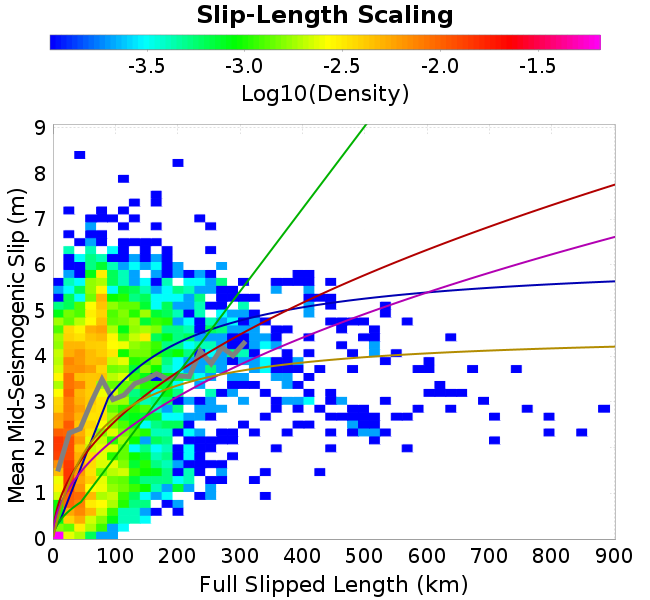 Slip-Length Scaling
-3.5 -3.0 -2.5 -2.0 -1.5
Log10(Density)
9
8
7
6
5
4
3
2
1
0
Mean Mid-Seismogenic Slip (m)
0 100 200 300 400 500 600 700 800 900
Full Slipped Length (km)